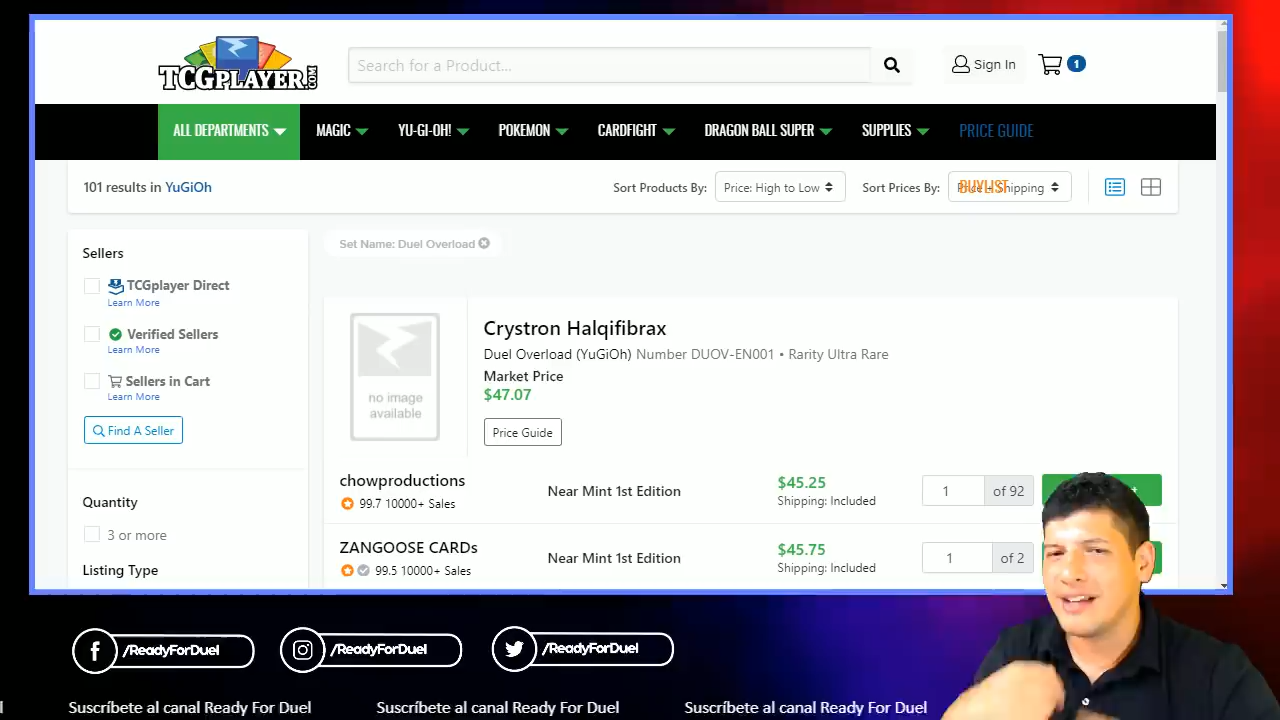 TCGPLAYER.COM
Search for a Product...
Sign In
1
ALL DEPARTMENTS
MAGIC
YU-GI-OH!
POKEMON
CARDFIGHT
DRAGON BALL SUPER
SUPPLIES
PRICE GUIDE
101 results in YuGiOh
Sort Products By:
Price: High to Low
Sort Prices By:
Shipping
BUYLIST
Set Name: Duel Overload
Sellers
TCGplayer Direct
Learn More
Verified Sellers
Learn More
Sellers in Cart
Learn More
Find A Seller
Quantity
3 or more
Listing Type
no image
available
Crystron Halqifibrax
Duel Overload (YuGiOh) Number DUOV-EN001 • Rarity Ultra Rare
Market Price
$47.07
Price Guide
chowproductions
99.7 10000+ Sales
Near Mint 1st Edition
$45.25
Shipping: Included
1
of 92
ZANGOOSE CARDs
99.5 10000+ Sales
Near Mint 1st Edition
$45.75
Shipping: Included
1
of 2
/ReadyForDuel
/ReadyForDuel
/ReadyForDuel
Suscríbete al canal Ready For Duel
Suscríbete al canal Ready For Duel
Suscríbete al canal Ready For Duel